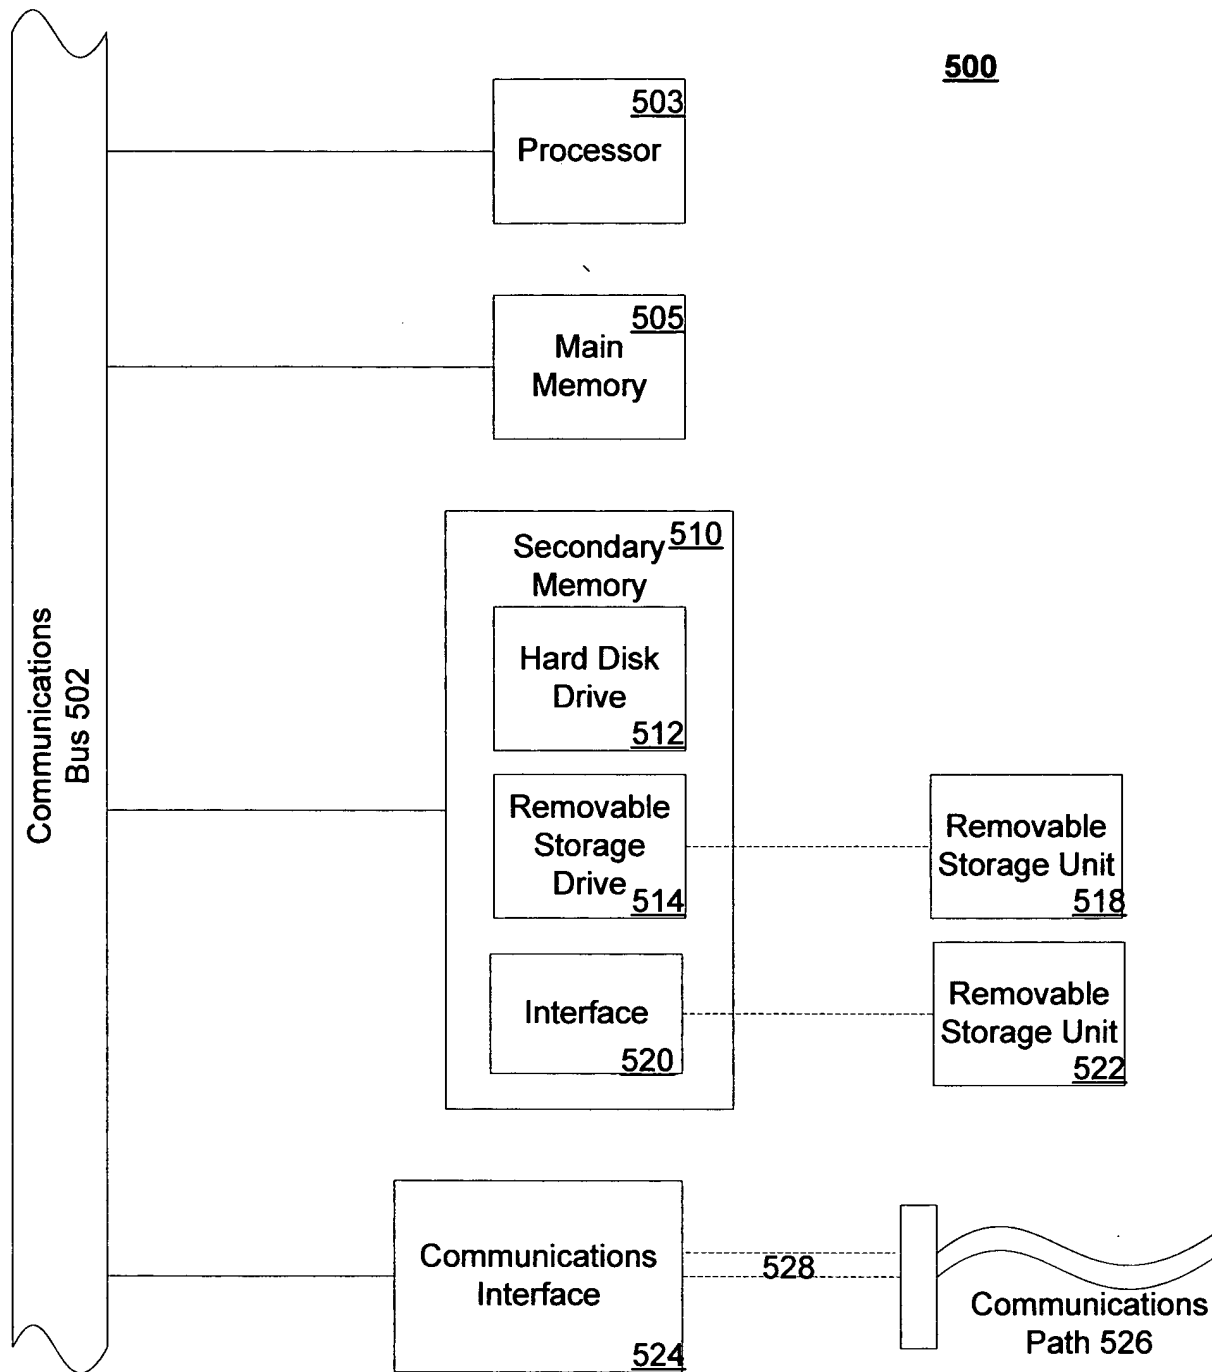 500
503
Processor
505
Main
Memory
510
Secondary
Memory
Hard Disk
Drive
512
Removable
Storage
Drive
514
Interface
520
Removable
Storage Unit
518
Removable
Storage Unit
522
Communications
Bus 502
Communications
Interface
524
528
Communications
Path 526